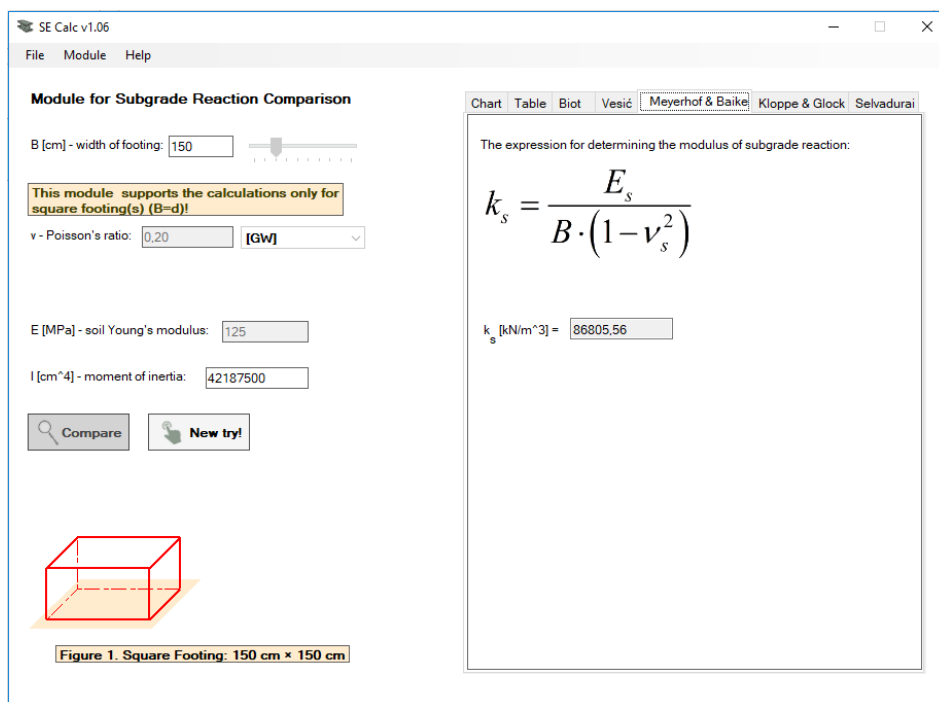 SE Calc v1.06
File Module Help
Module for Subgrade Reaction Comparison
B [cm] - width of footing: 150
This module supports the calculations only for
square footing(s) (B=d)!
ν - Poisson's ratio: 0,20 [GW]
E [MPa] - soil Young's modulus: 125
I [cm^4] - moment of inertia: 42187500
Compare New try!
Figure 1. Square Footing: 150 cm × 150 cm
Chart Table Biot Vesić Meyerhof & Baike Kloppe & Glock Selvadurai
The expression for determining the modulus of subgrade reaction:
k_s = E_s / (B·(1−ν_s^2))
k_s [kN/m^3] = 86805,56